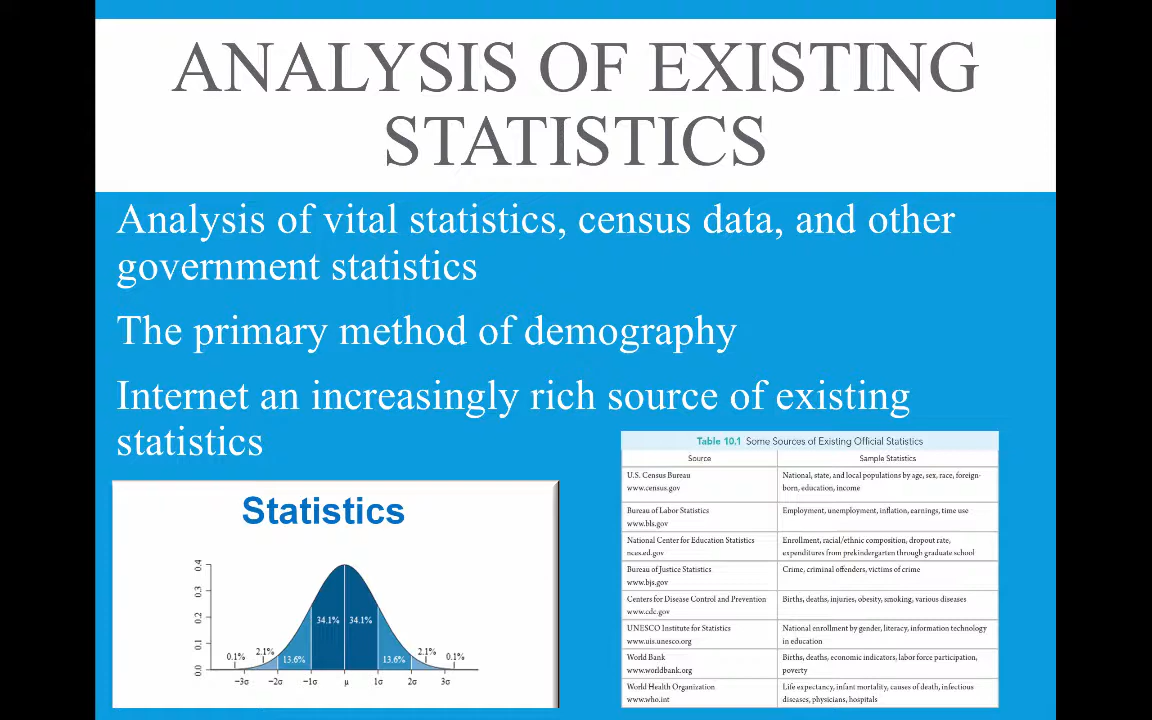 ANALYSIS OF EXISTING
STATISTICS
Analysis of vital statistics, census data, and other
government statistics
The primary method of demography
Internet an increasingly rich source of existing
statistics
Statistics
0.4
0.3
0.2
0.1
0.0
0.1%
2.1%
13.6%
34.1%
34.1%
13.6%
2.1%
0.1%
−3σ −2σ −1σ μ 1σ 2σ 3σ
Table 10.1 Some Sources of Existing Official Statistics
Source Sample Statistics
U.S. Census Bureau National, state, and local populations by age, sex, race, foreign-
www.census.gov born, education, income
Bureau of Labor Statistics Employment, unemployment, inflation, earnings, time use
www.bls.gov
National Center for Education Statistics Enrollment, racial/ethnic composition, dropout rate,
nces.ed.gov expenditures from prekindergarten through graduate school
Bureau of Justice Statistics Crime, criminal offenders, victims of crime
www.bjs.gov
Centers for Disease Control and Prevention Births, deaths, injuries, obesity, smoking, various diseases
www.cdc.gov
UNESCO Institute for Statistics National enrollment by gender, literacy, information technology
www.uis.unesco.org in education
World Bank Births, deaths, economic indicators, labor force participation,
www.worldbank.org poverty
World Health Organization Life expectancy, infant mortality, causes of death, infectious
www.who.int diseases, physicians, hospitals